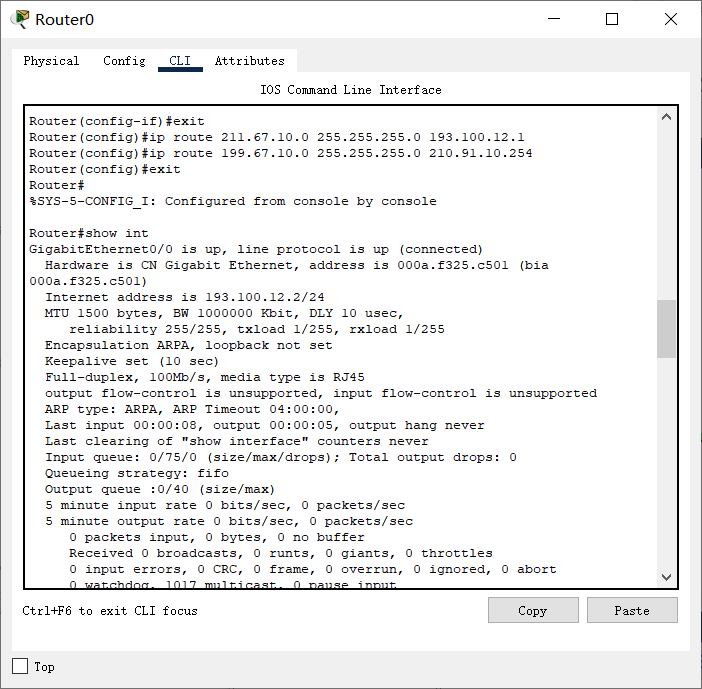 Router0
Physical Config CLI Attributes
IOS Command Line Interface
Router(config-if)#exit
Router(config)#ip route 211.67.10.0 255.255.255.0 193.100.12.1
Router(config)#ip route 199.67.10.0 255.255.255.0 210.91.10.254
Router(config)#exit
Router#
%SYS-5-CONFIG_I: Configured from console by console
Router#show int
GigabitEthernet0/0 is up, line protocol is up (connected)
Hardware is CN Gigabit Ethernet, address is 000a.f325.c501 (bia
000a.f325.c501)
Internet address is 193.100.12.2/24
MTU 1500 bytes, BW 1000000 Kbit, DLY 10 usec,
reliability 255/255, txload 1/255, rxload 1/255
Encapsulation ARPA, loopback not set
Keepalive set (10 sec)
Full-duplex, 100Mb/s, media type is RJ45
output flow-control is unsupported, input flow-control is unsupported
ARP type: ARPA, ARP Timeout 04:00:00,
Last input 00:00:08, output 00:00:05, output hang never
Last clearing of "show interface" counters never
Input queue: 0/75/0 (size/max/drops); Total output drops: 0
Queueing strategy: fifo
Output queue :0/40 (size/max)
5 minute input rate 0 bits/sec, 0 packets/sec
5 minute output rate 0 bits/sec, 0 packets/sec
0 packets input, 0 bytes, 0 no buffer
Received 0 broadcasts, 0 runts, 0 giants, 0 throttles
0 input errors, 0 CRC, 0 frame, 0 overrun, 0 ignored, 0 abort
0 watchdog, 1017 multicast, 0 pause input
Ctrl+F6 to exit CLI focus
Copy
Paste
Top